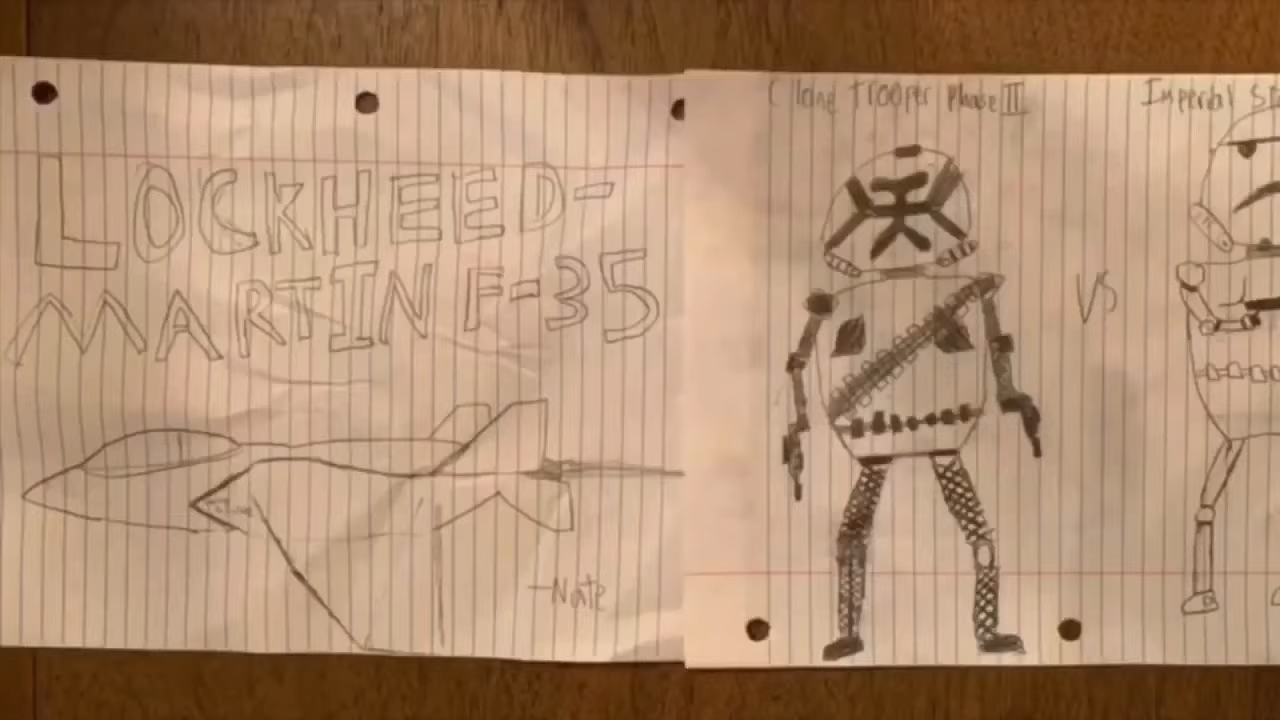 LOCKHEED-
MARTIN F-35
-Nate
Clone Trooper Phase II
VS
Imperial St